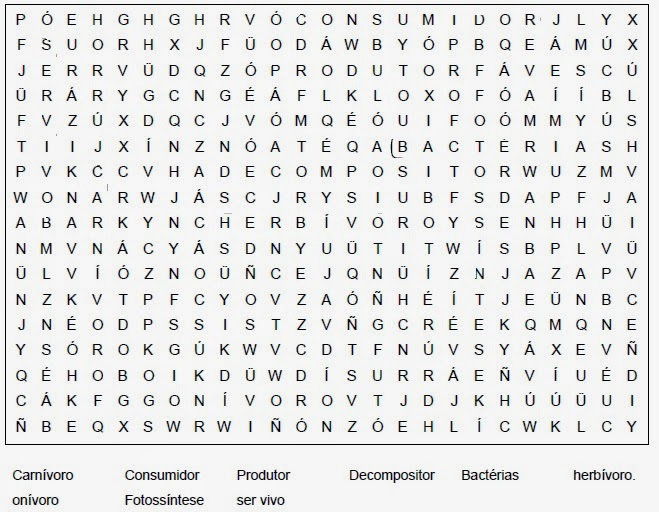 P Ó E H G H G H R V Ó C O N S U M I D O R J L Y X
F S U O R H X J F Ü O D Á W B Y Ó P B Q E Á M Ú X
J E R R V Ü D Q Z Ó P R O D U T O R F Á V E S C Ú
Ü R Á R Y G C N G É Á F L K L O X O F Ó A Í Í B L
F V Z Ú X D Q C J V Ó M Q É Ó U I F O Ó M M Y Ú S
T I I J X Í N Z N Ó A T É Q A B A C T É R I A S H
P V K C C V H A D E C O M P O S I T O R W U Z M V
W O N A R W J Á S C J R Y S I U B F S D A P F J A
A B A R K Y N C H E R B Í V O R O Y S E N H H Ü I
N M V N Á C Y Á S D N Y U Ü T I T W Í S B P L V Ü
Ü L V Í Ó Z N O Ü Ñ C E J Q N Ü Í Z N J A Z A P V
N Z K V T P F C Y O V Z A Ó Ñ H É Í T J E Ü N B C
J N É O D P S S I S T Z V Ñ G C R É E K Q M Q N E
Y S Ó R O K G Ú K W V C D T F N Ú V S Y Á X E V Ñ
Q É H O B O I K D Ü W D Í S U R R Á E Ñ V Í U É D
C Á K F G G O N Í V O R O V T J D J K H Ú Ú Ü U I
Ñ B E Q X S W R W I Ñ Ó N Z Ó E H L Í C W K L C Y
Carnívoro Consumidor Produtor Decompositor Bactérias herbívoro.
onívoro Fotossíntese ser vivo